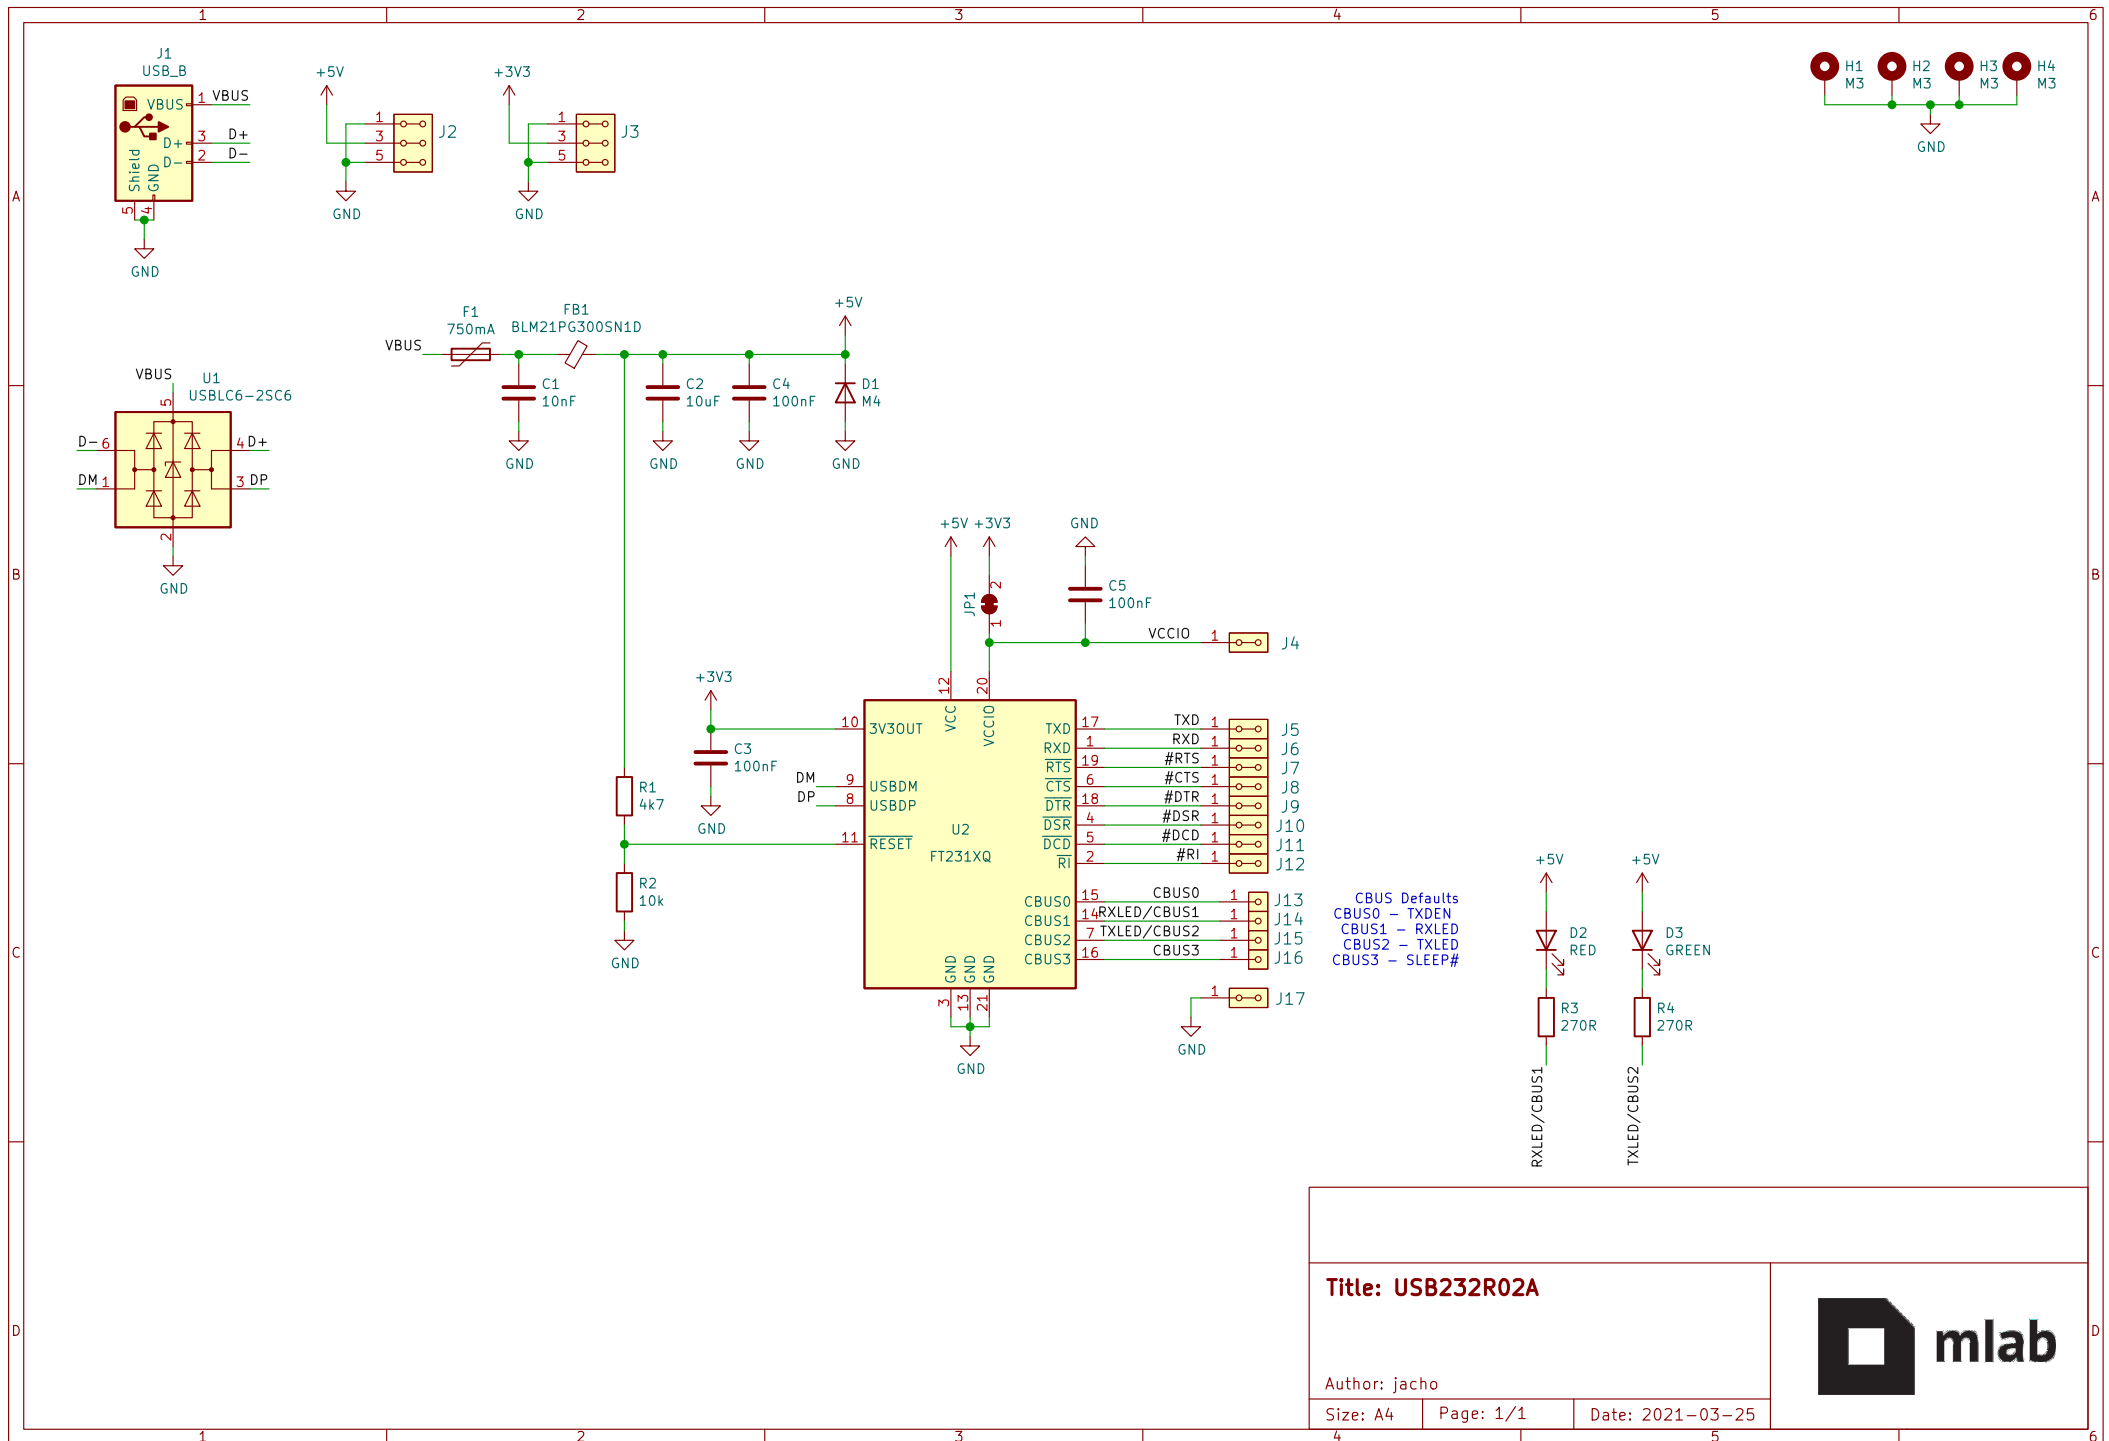 1 2 3 4 5 6
J1
USB_B
VBUS 1 VBUS
D+ 3 D+
D- 2 D-
Shield
GND
5 4
GND
+5V
1
3
5
J2
GND
+3V3
1
3
5
J3
GND
H1
M3
H2
M3
H3
M3
H4
M3
GND
A A
F1
750mA
FB1
BLM21PG300SN1D
+5V
VBUS
C1
10nF
GND
C2
10uF
GND
C4
100nF
GND
D1
M4
GND
VBUS
U1
USBLC6-2SC6
5
D- 6
4 D+
DM 1
3 DP
2
GND
B B
+5V +3V3
GND
JP1
2
1
C5
100nF
VCCIO 1 J4
+3V3
C3
100nF
GND
R1
4k7
R2
10k
GND
12 20
VCC VCCIO
10 3V3OUT
DM 9 USBDM
DP 8 USBDP
11 RESET
U2
FT231XQ
TXD 17 TXD 1 J5
RXD 1 RXD 1 J6
RTS 19 #RTS 1 J7
CTS 6 #CTS 1 J8
DTR 18 #DTR 1 J9
DSR 4 #DSR 1 J10
DCD 5 #DCD 1 J11
RI 2 #RI 1 J12
CBUS0 15 CBUS0 1 J13
CBUS1 14 RXLED/CBUS1 1 J14
CBUS2 7 TXLED/CBUS2 1 J15
CBUS3 16 CBUS3 1 J16
GND GND GND
3 13 21
GND
1 J17
GND
CBUS Defaults
CBUS0 - TXDEN
CBUS1 - RXLED
CBUS2 - TXLED
CBUS3 - SLEEP#
+5V
D2
RED
R3
270R
RXLED/CBUS1
+5V
D3
GREEN
R4
270R
TXLED/CBUS2
C C
Title: USB232R02A
mlab
D D
Author: jacho
Size: A4 Page: 1/1 Date: 2021-03-25
1 2 3 4 5 6